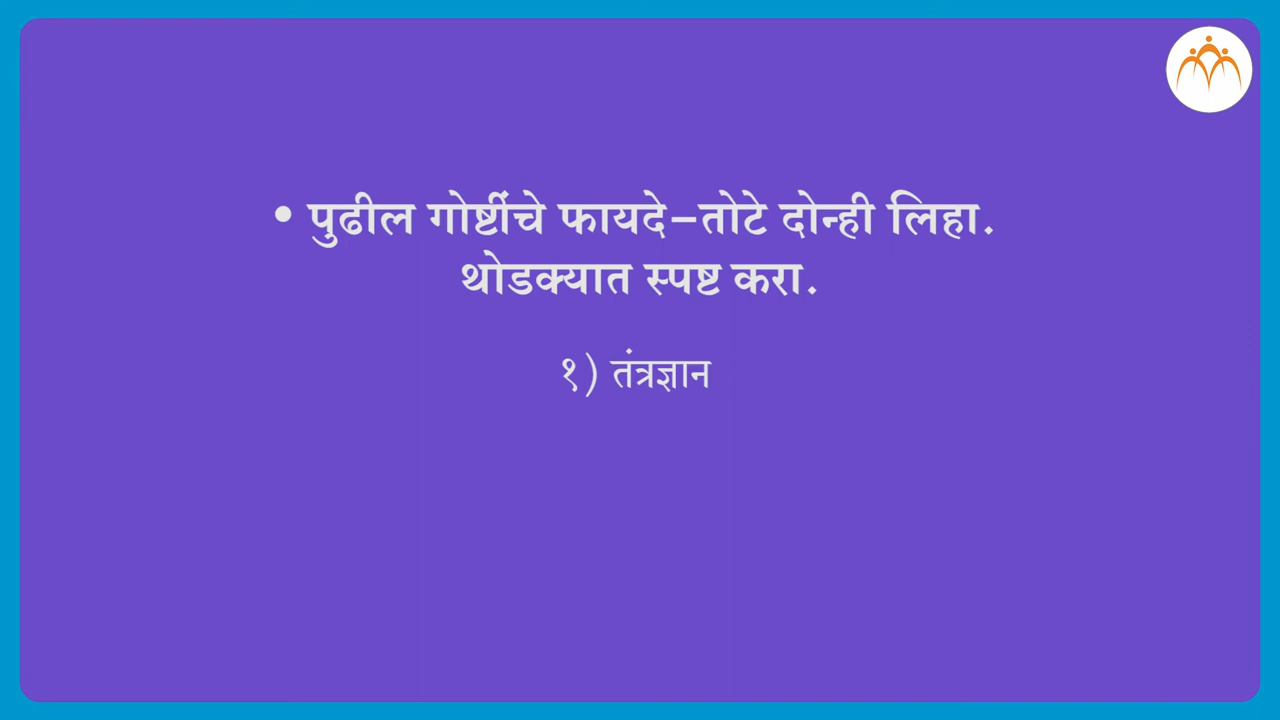 • पुढील गोष्टींचे फायदे–तोटे दोन्ही लिहा.
थोडक्यात स्पष्ट करा.
१) तंत्रज्ञान